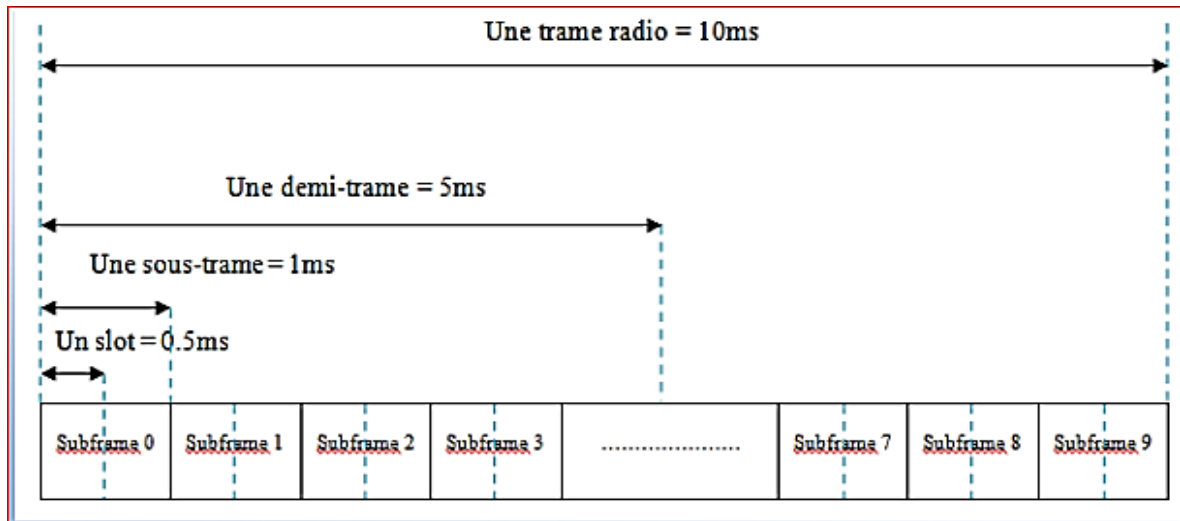 Une trame radio = 10ms
Une demi-trame = 5ms
Une sous-trame = 1ms
Un slot = 0.5ms
Subframe 0 Subframe 1 Subframe 2 Subframe 3 ..................... Subframe 7 Subframe 8 Subframe 9